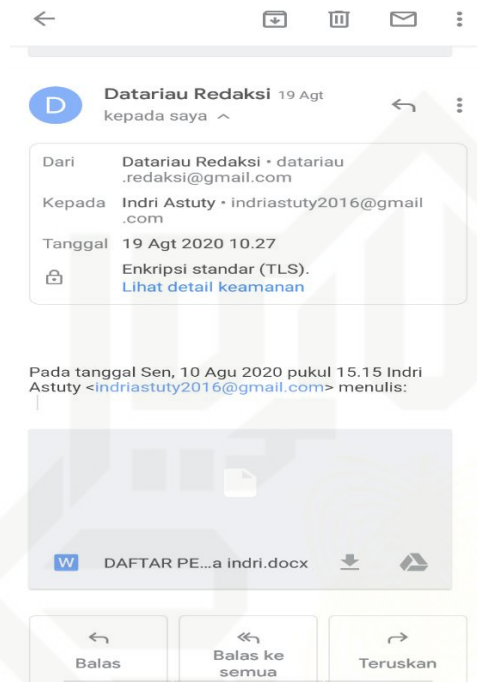 D
Datariau Redaksi 19 Agt
kepada saya
Dari Datariau Redaksi • datariau
.redaksi@gmail.com
Kepada Indri Astuty • indriastuty2016@gmail
.com
Tanggal 19 Agt 2020 10.27
Enkripsi standar (TLS).
Lihat detail keamanan
Pada tanggal Sen, 10 Agu 2020 pukul 15.15 Indri
Astuty <indriastuty2016@gmail.com> menulis:
W DAFTAR PE...a indri.docx
Balas
Balas ke
semua
Teruskan